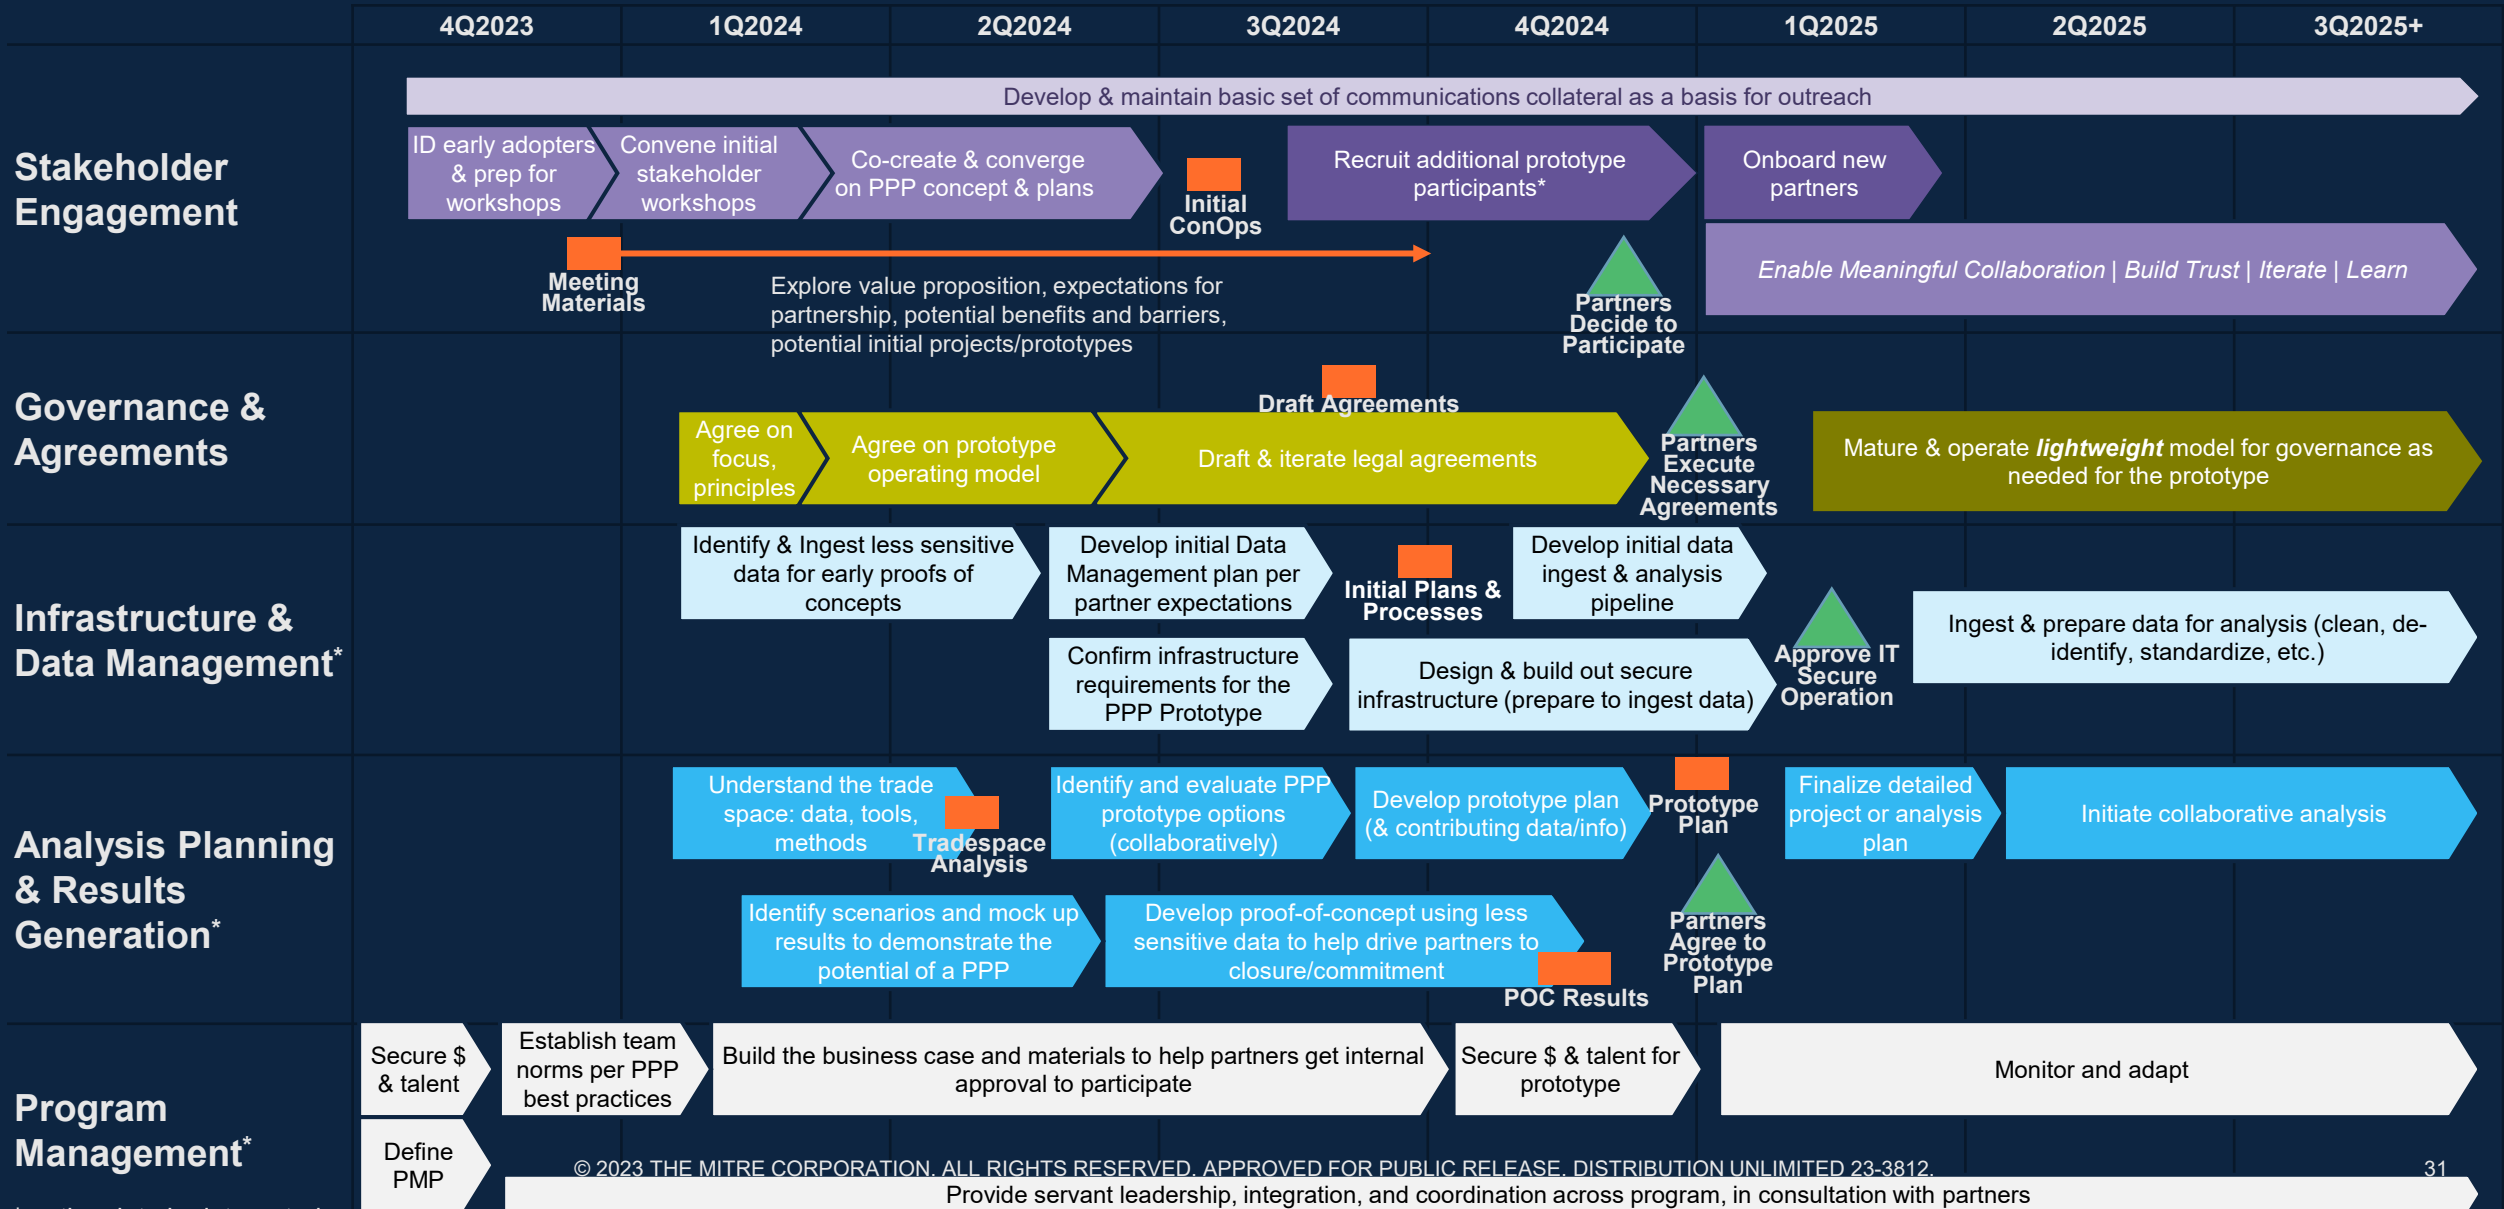 4Q2023
1Q2024
2Q2024
3Q2024
4Q2024
1Q2025
2Q2025
3Q2025+
Stakeholder
Engagement
Develop & maintain basic set of communications collateral as a basis for outreach
ID early adopters
& prep for
workshops
Convene initial
stakeholder
workshops
Co-create & converge
on PPP concept & plans
Initial
ConOps
Recruit additional prototype
participants*
Onboard new
partners
Meeting
Materials
Explore value proposition, expectations for
partnership, potential benefits and barriers,
potential initial projects/prototypes
Partners
Decide to
Participate
Enable Meaningful Collaboration | Build Trust | Iterate | Learn
Governance &
Agreements
Agree on
focus,
principles
Agree on prototype
operating model
Draft Agreements
Draft & iterate legal agreements
Partners
Execute
Necessary
Agreements
Mature & operate lightweight model for governance as
needed for the prototype
Infrastructure &
Data Management*
Identify & Ingest less sensitive
data for early proofs of
concepts
Develop initial Data
Management plan per
partner expectations
Initial Plans &
Processes
Develop initial data
ingest & analysis
pipeline
Confirm infrastructure
requirements for the
PPP Prototype
Design & build out secure
infrastructure (prepare to ingest data)
Approve IT
Secure
Operation
Ingest & prepare data for analysis (clean, de-
identify, standardize, etc.)
Analysis Planning
& Results
Generation*
Understand the trade
space: data, tools,
methods
Tradespace
Analysis
Identify and evaluate PPP
prototype options
(collaboratively)
Develop prototype plan
(& contributing data/info)
Prototype
Plan
Finalize detailed
project or analysis
plan
Initiate collaborative analysis
Identify scenarios and mock up
results to demonstrate the
potential of a PPP
Develop proof-of-concept using less
sensitive data to help drive partners to
closure/commitment
POC Results
Partners
Agree to
Prototype
Plan
Program
Management*
Secure $
& talent
Establish team
norms per PPP
best practices
Build the business case and materials to help partners get internal
approval to participate
Secure $ & talent for
prototype
Monitor and adapt
Define
PMP
© 2023 THE MITRE CORPORATION. ALL RIGHTS RESERVED. APPROVED FOR PUBLIC RELEASE. DISTRIBUTION UNLIMITED 23-3812.
31
Provide servant leadership, integration, and coordination across program, in consultation with partners